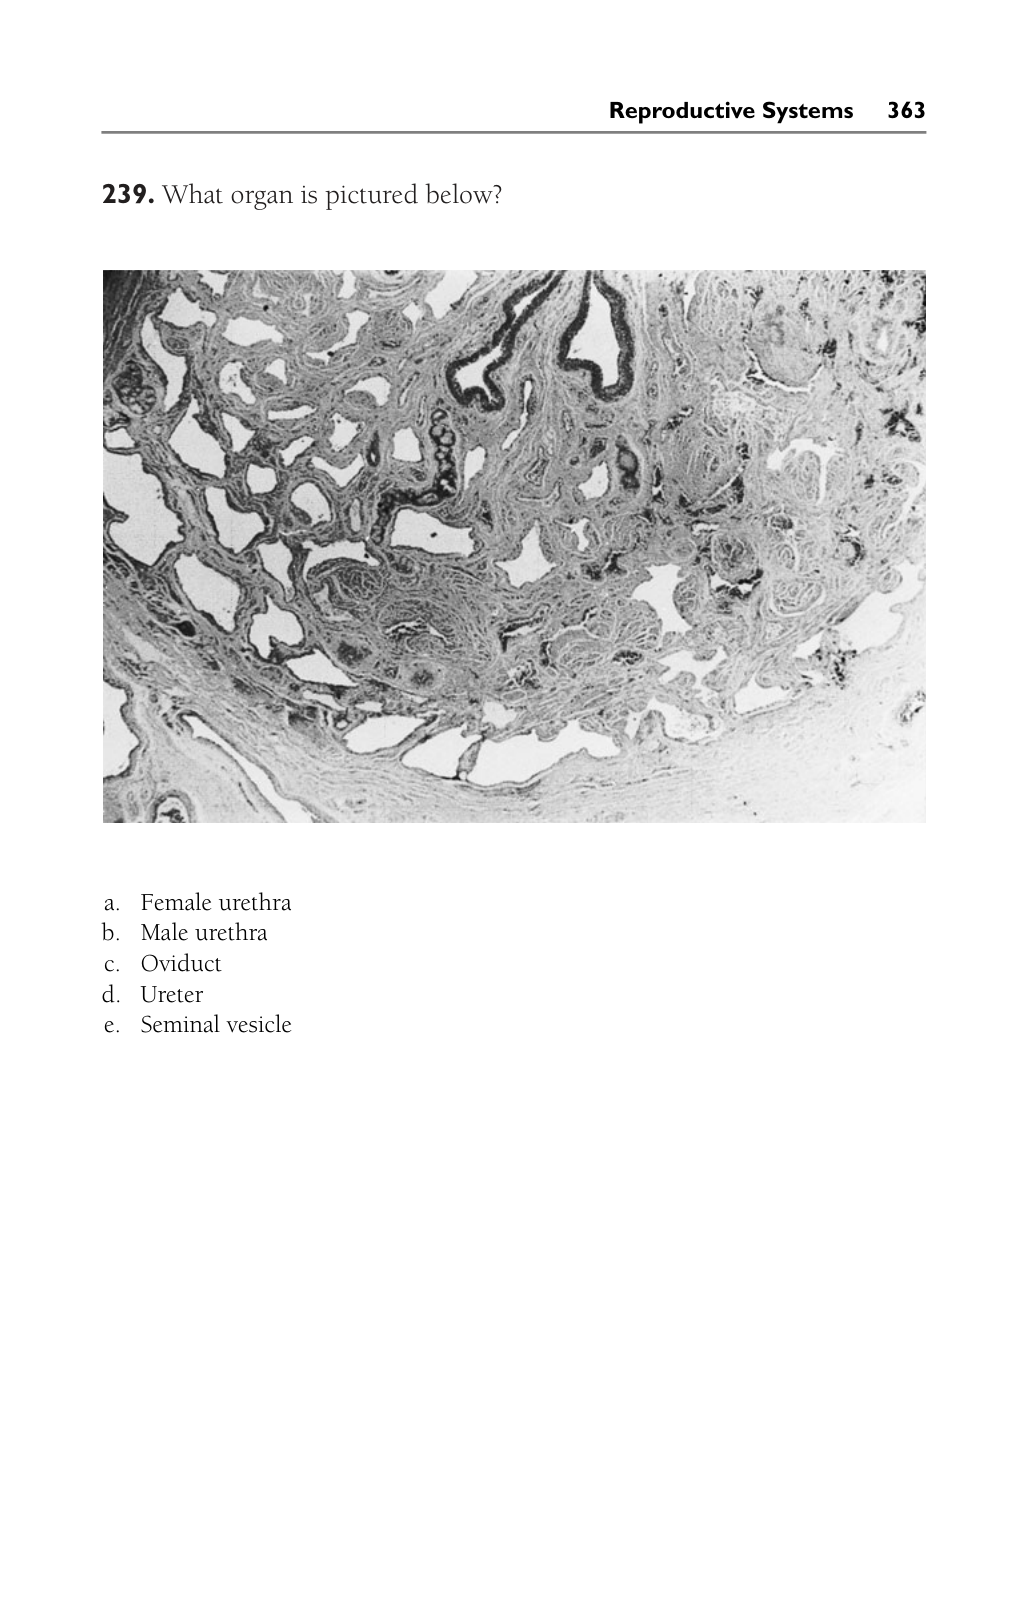 Reproductive Systems 363
239. What organ is pictured below?
a. Female urethra
b. Male urethra
c. Oviduct
d. Ureter
e. Seminal vesicle